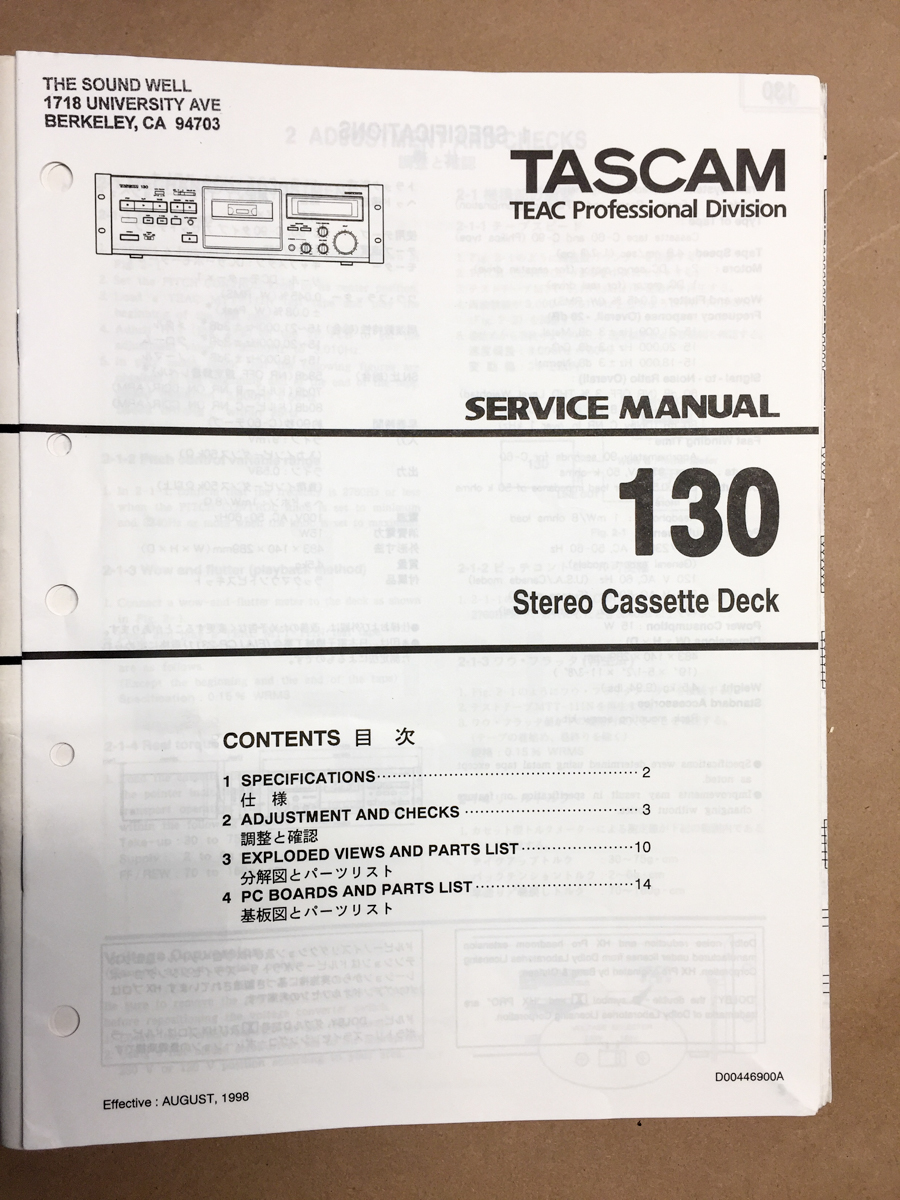 THE SOUND WELL
1718 UNIVERSITY AVE
BERKELEY, CA 94703
TASCAM
TEAC Professional Division
SERVICE MANUAL
130
Stereo Cassette Deck
CONTENTS 目 次
1 SPECIFICATIONS 2
仕 様
2 ADJUSTMENT AND CHECKS 3
調整と確認
3 EXPLODED VIEWS AND PARTS LIST 10
分解図とパーツリスト
4 PC BOARDS AND PARTS LIST 14
基板図とパーツリスト
D00446900A
Effective : AUGUST, 1998